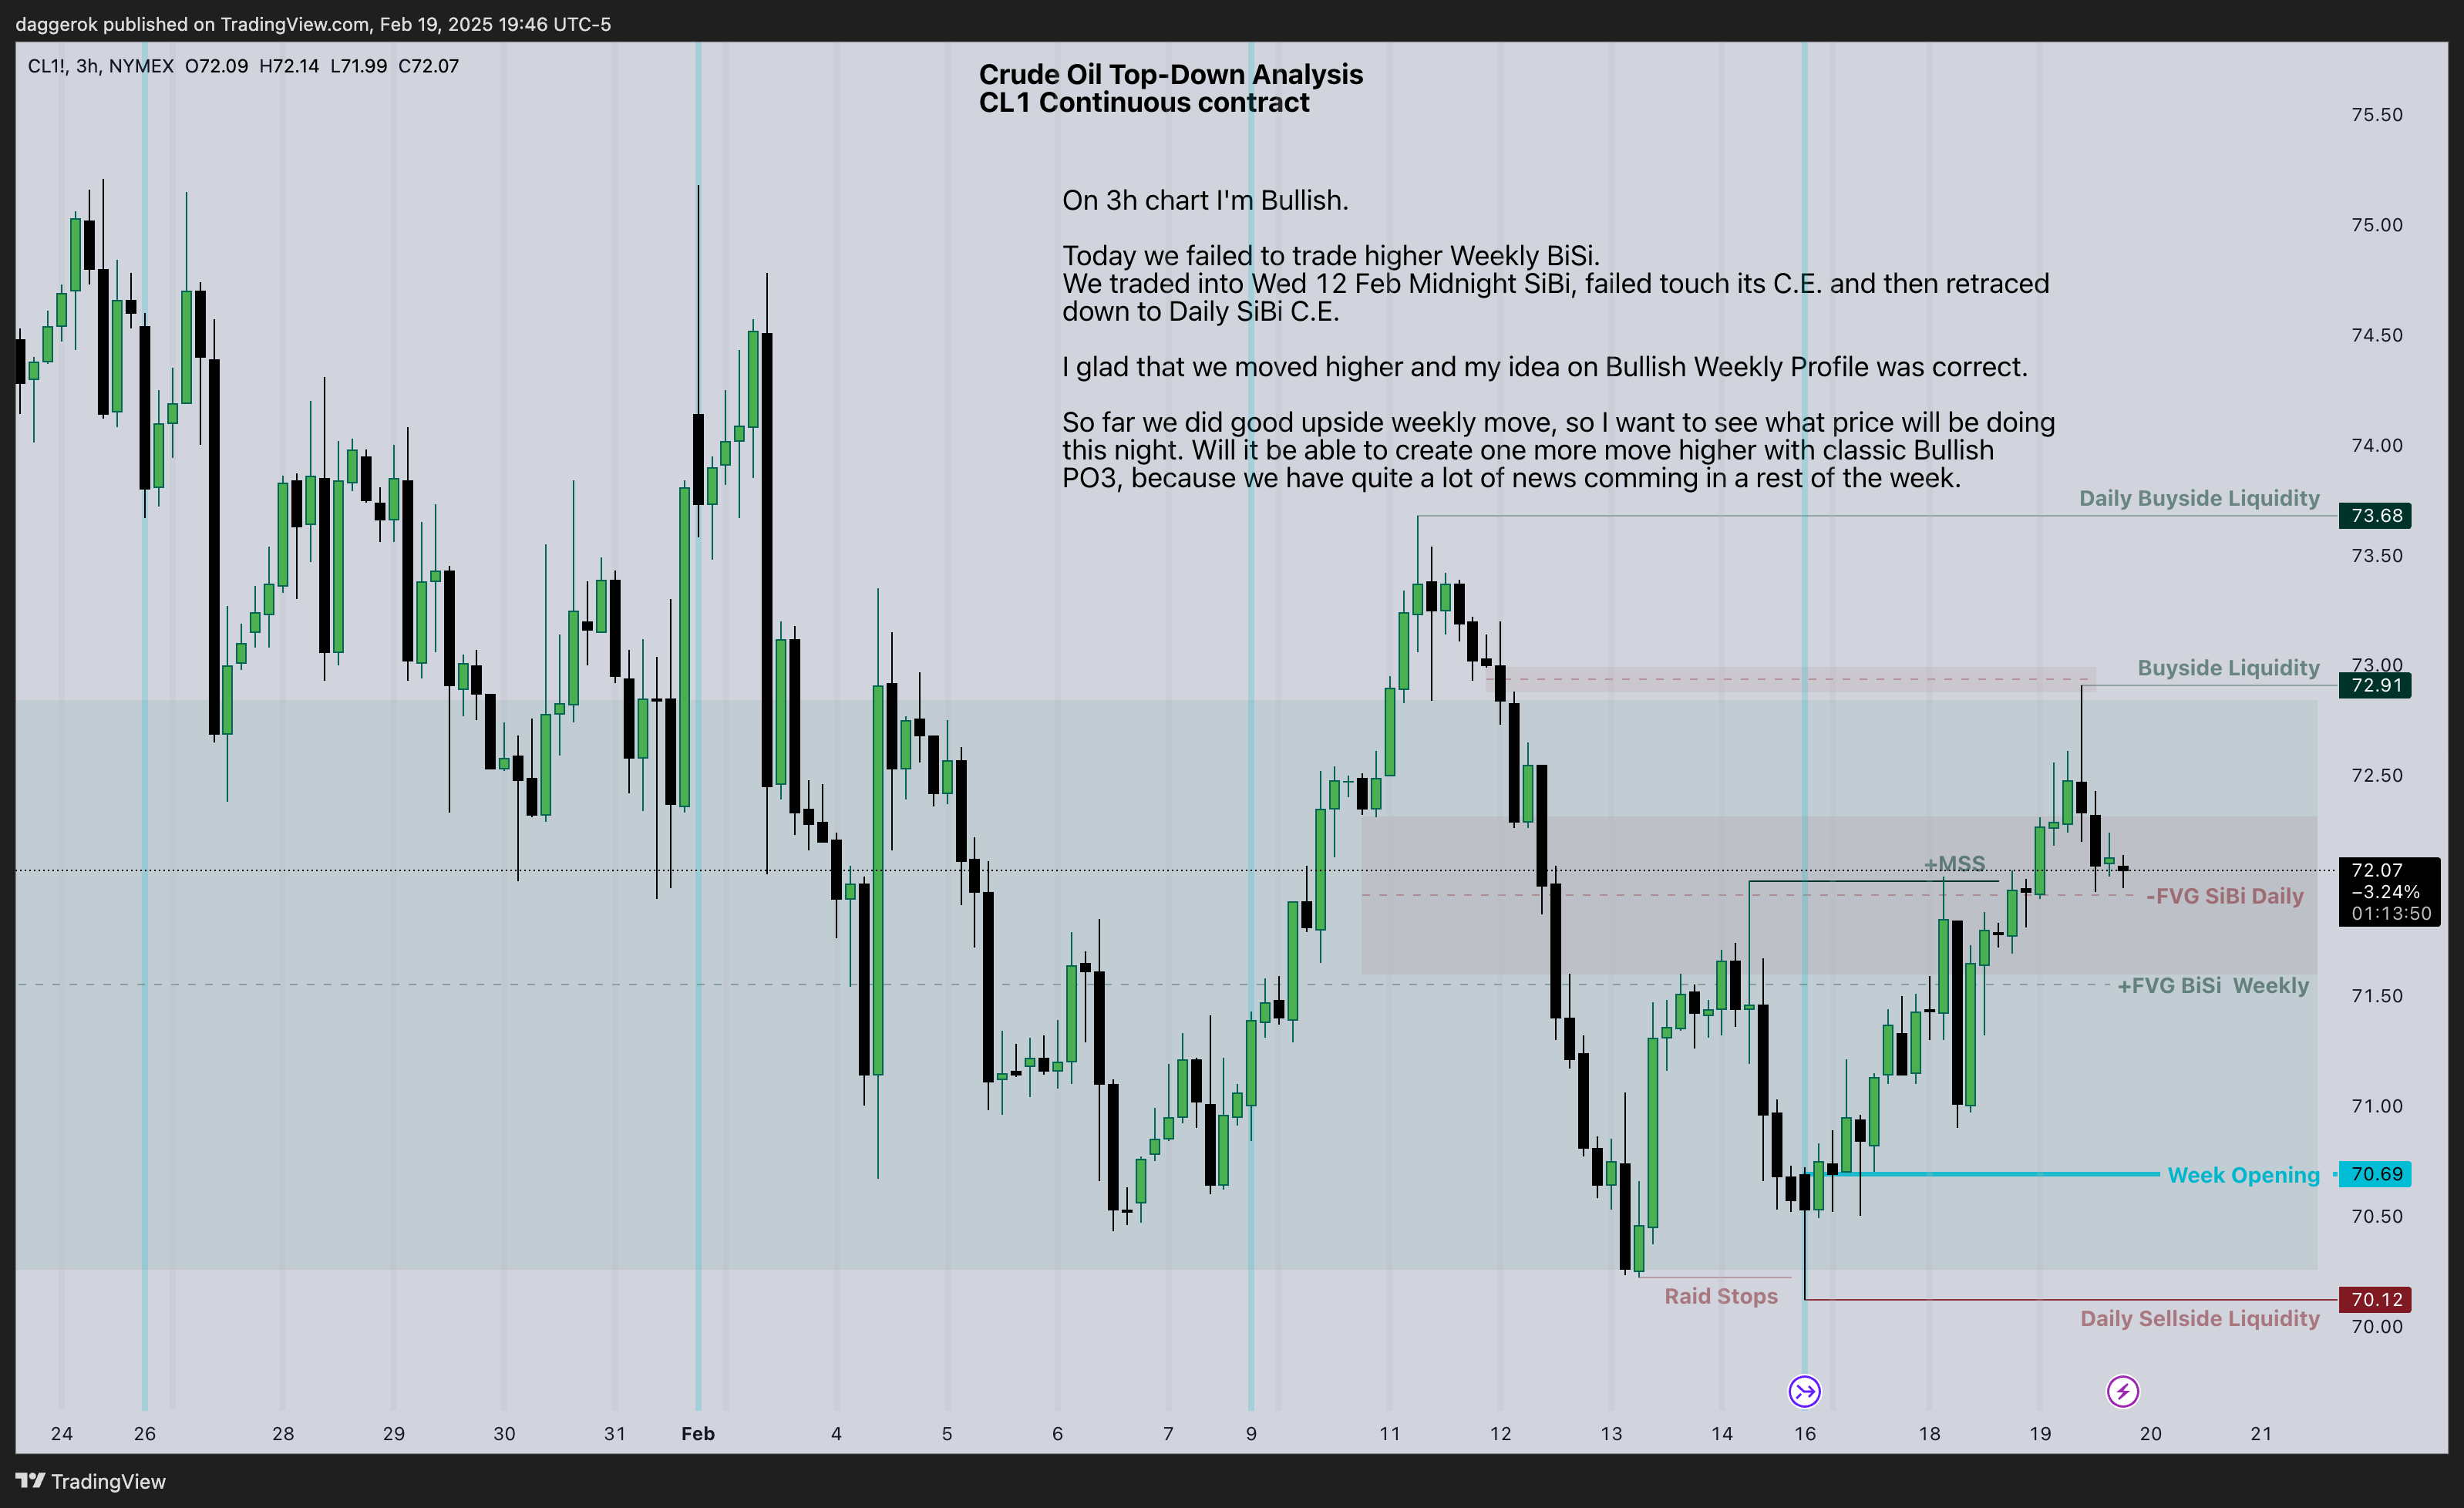 daggerok published on TradingView.com, Feb 19, 2025 19:46 UTC-5
CL1!, 3h, NYMEX O72.09 H72.14 L71.99 C72.07
Crude Oil Top-Down Analysis
CL1 Continuous contract
On 3h chart I'm Bullish.
Today we failed to trade higher Weekly BiSi.
We traded into Wed 12 Feb Midnight SiBi, failed touch its C.E. and then retraced
down to Daily SiBi C.E.
I glad that we moved higher and my idea on Bullish Weekly Profile was correct.
So far we did good upside weekly move, so I want to see what price will be doing
this night. Will it be able to create one more move higher with classic Bullish
PO3, because we have quite a lot of news comming in a rest of the week.
75.50
75.00
74.50
74.00
Daily Buyside Liquidity
73.68
73.50
73.00
Buyside Liquidity
72.91
72.50
+MSS
72.07
−3.24%
01:13:50
-FVG SiBi Daily
+FVG BiSi Weekly
71.50
71.00
Week Opening
70.69
70.50
Raid Stops
70.12
Daily Sellside Liquidity
70.00
24 26 28 29 30 31 Feb 4 5 6 7 9 11 12 13 14 16 18 19 20 21
TradingView